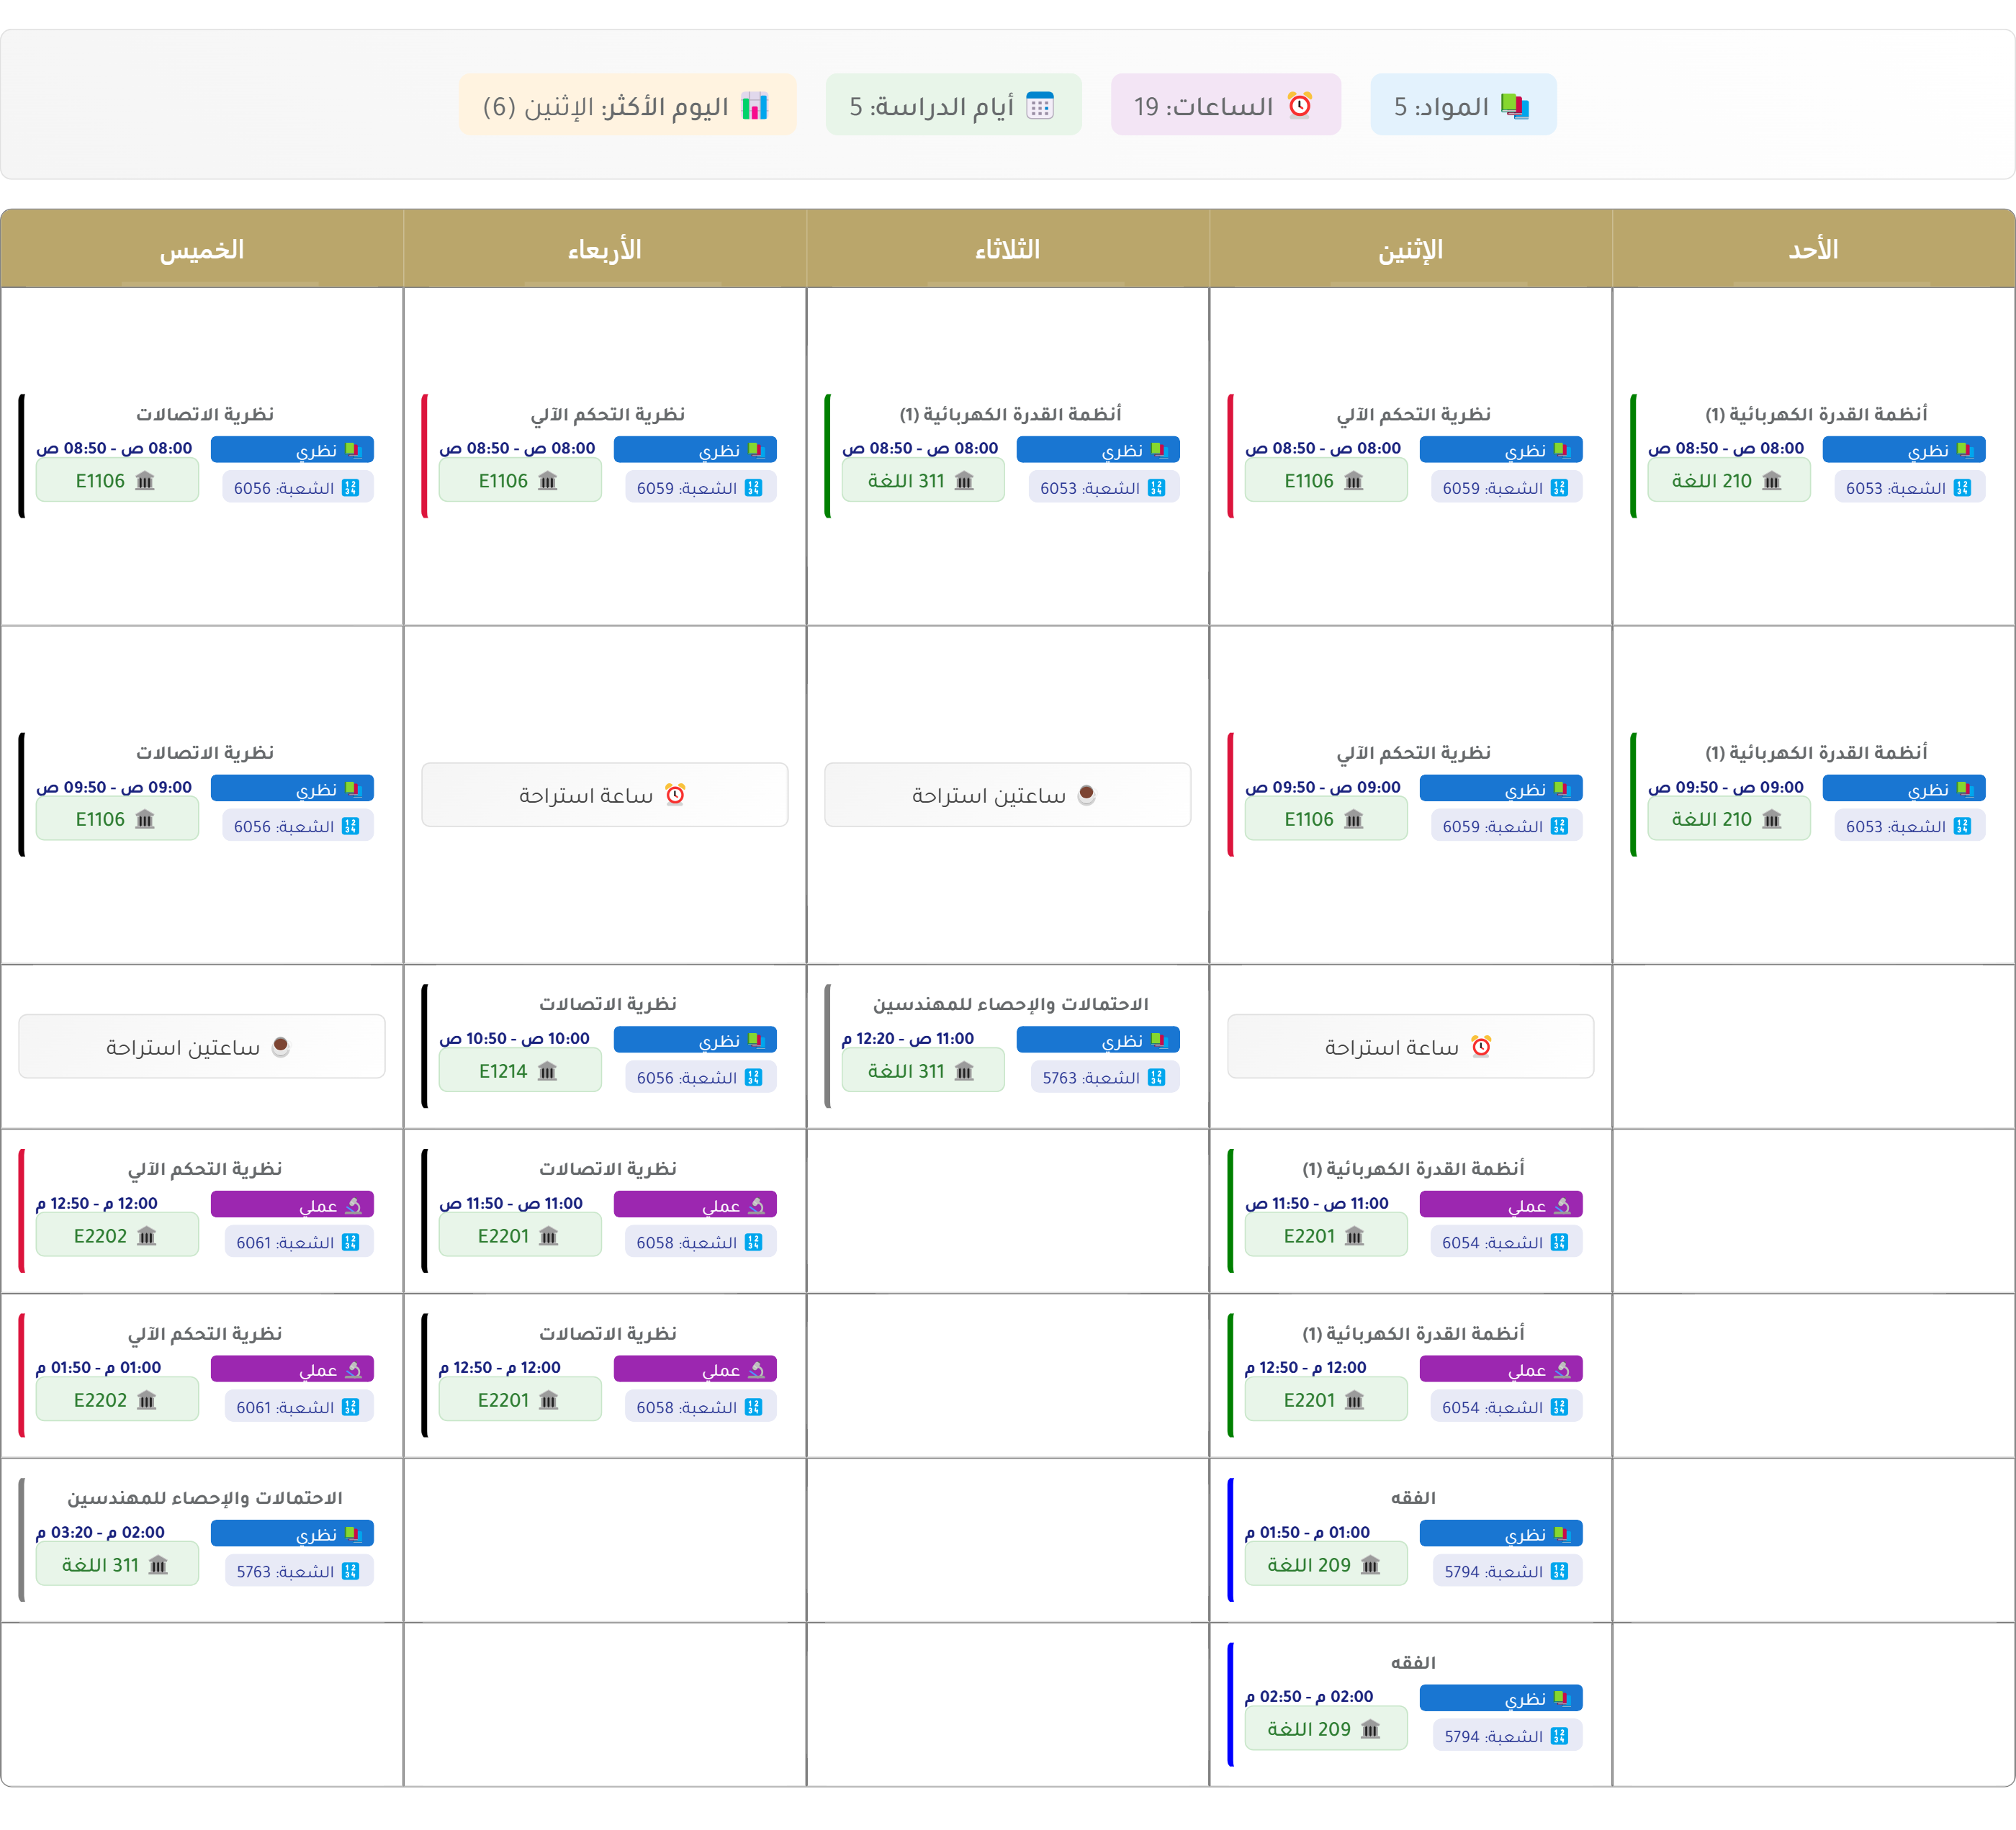 المواد: 5
الساعات: 19
أيام الدراسة: 5
اليوم الأكثر: الإثنين (6)
الأحد
الإثنين
الثلاثاء
الأربعاء
الخميس
أنظمة القدرة الكهربائية (1)
نظري
08:00 ص - 08:50 ص
الشعبة: 6053
210 اللغة
نظرية التحكم الآلي
نظري
08:00 ص - 08:50 ص
الشعبة: 6059
E1106
أنظمة القدرة الكهربائية (1)
نظري
08:00 ص - 08:50 ص
الشعبة: 6053
311 اللغة
نظرية التحكم الآلي
نظري
08:00 ص - 08:50 ص
الشعبة: 6059
E1106
نظرية الاتصالات
نظري
08:00 ص - 08:50 ص
الشعبة: 6056
E1106
أنظمة القدرة الكهربائية (1)
نظري
09:00 ص - 09:50 ص
الشعبة: 6053
210 اللغة
نظرية التحكم الآلي
نظري
09:00 ص - 09:50 ص
الشعبة: 6059
E1106
ساعتين استراحة
ساعة استراحة
نظرية الاتصالات
نظري
09:00 ص - 09:50 ص
الشعبة: 6056
E1106
ساعة استراحة
الاحتمالات والإحصاء للمهندسين
نظري
11:00 ص - 12:20 م
الشعبة: 5763
311 اللغة
نظرية الاتصالات
نظري
10:00 ص - 10:50 ص
الشعبة: 6056
E1214
ساعتين استراحة
أنظمة القدرة الكهربائية (1)
عملي
11:00 ص - 11:50 ص
الشعبة: 6054
E2201
نظرية الاتصالات
عملي
11:00 ص - 11:50 ص
الشعبة: 6058
E2201
نظرية التحكم الآلي
عملي
12:00 م - 12:50 م
الشعبة: 6061
E2202
أنظمة القدرة الكهربائية (1)
عملي
12:00 م - 12:50 م
الشعبة: 6054
E2201
نظرية الاتصالات
عملي
12:00 م - 12:50 م
الشعبة: 6058
E2201
نظرية التحكم الآلي
عملي
01:00 م - 01:50 م
الشعبة: 6061
E2202
الفقه
نظري
01:00 م - 01:50 م
الشعبة: 5794
209 اللغة
الاحتمالات والإحصاء للمهندسين
نظري
02:00 م - 03:20 م
الشعبة: 5763
311 اللغة
الفقه
نظري
02:00 م - 02:50 م
الشعبة: 5794
209 اللغة